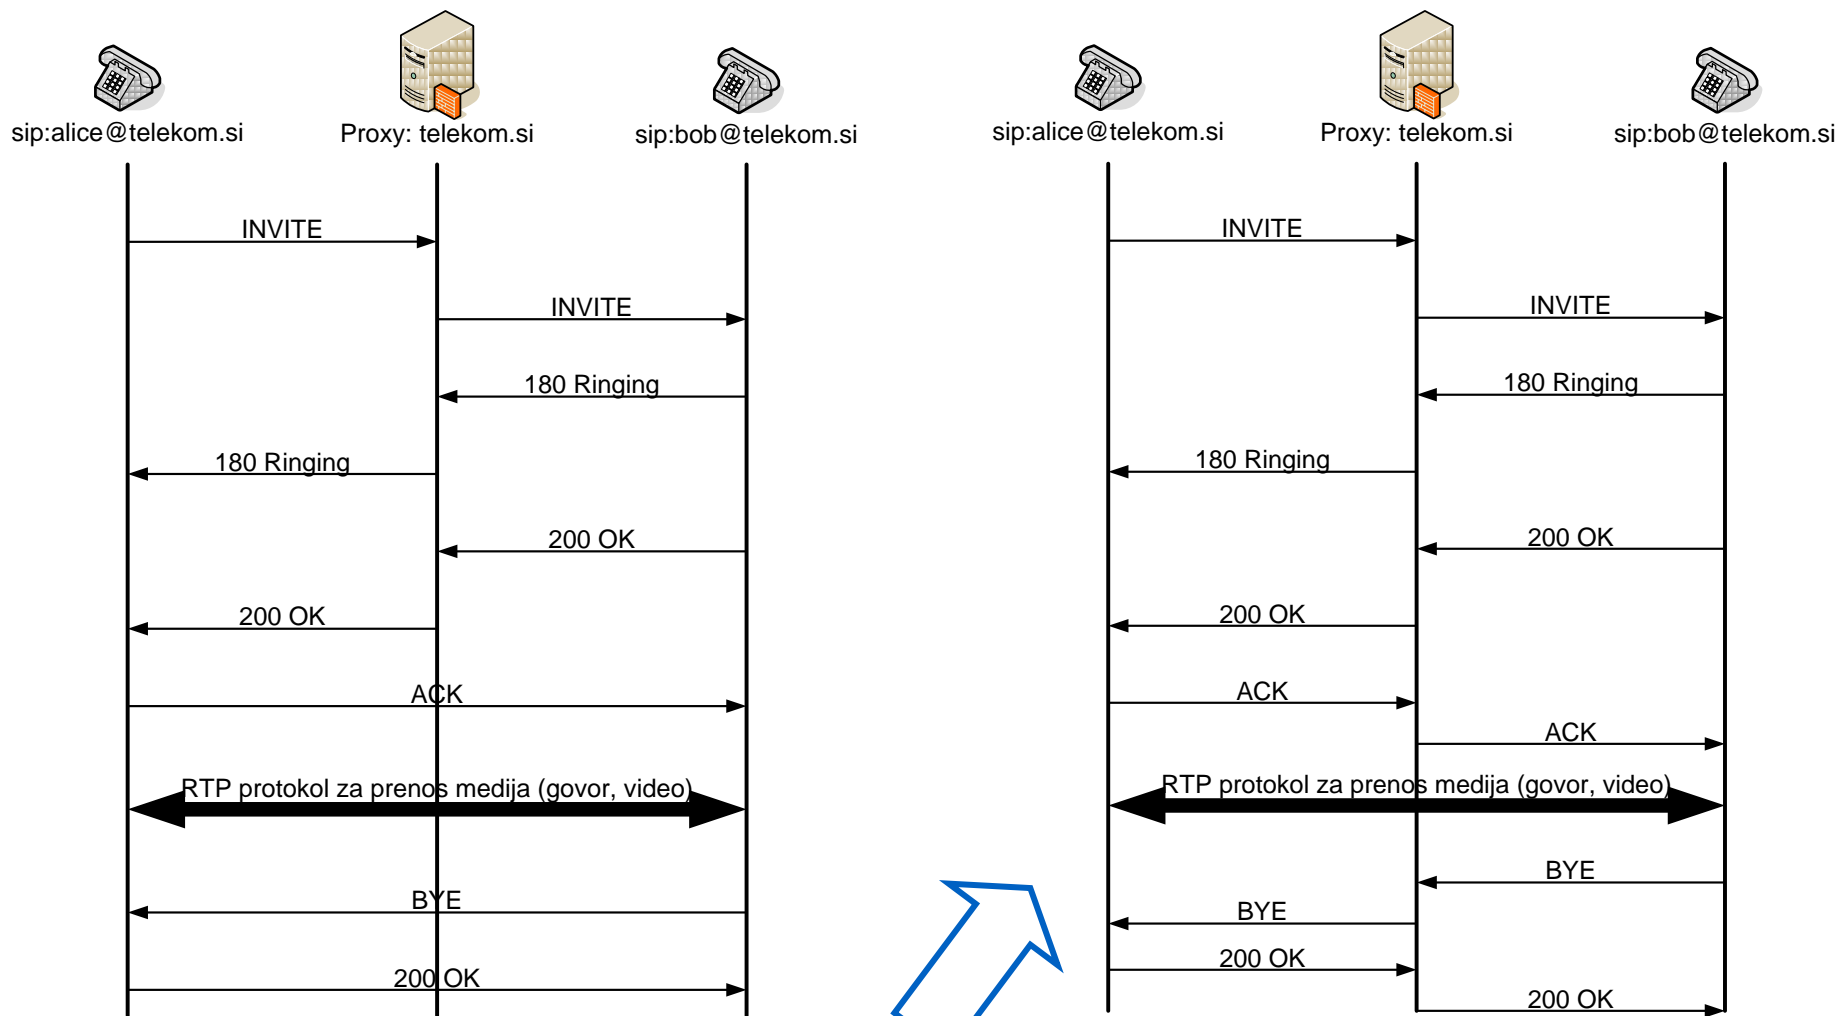 sip:alice@telekom.si
Proxy: telekom.si
sip:bob@telekom.si
INVITE
INVITE
180 Ringing
180 Ringing
200 OK
200 OK
ACK
RTP protokol za prenos medija (govor, video)
BYE
200 OK
sip:alice@telekom.si
Proxy: telekom.si
sip:bob@telekom.si
INVITE
INVITE
180 Ringing
180 Ringing
200 OK
200 OK
ACK
ACK
RTP protokol za prenos medija (govor, video)
BYE
BYE
200 OK
200 OK